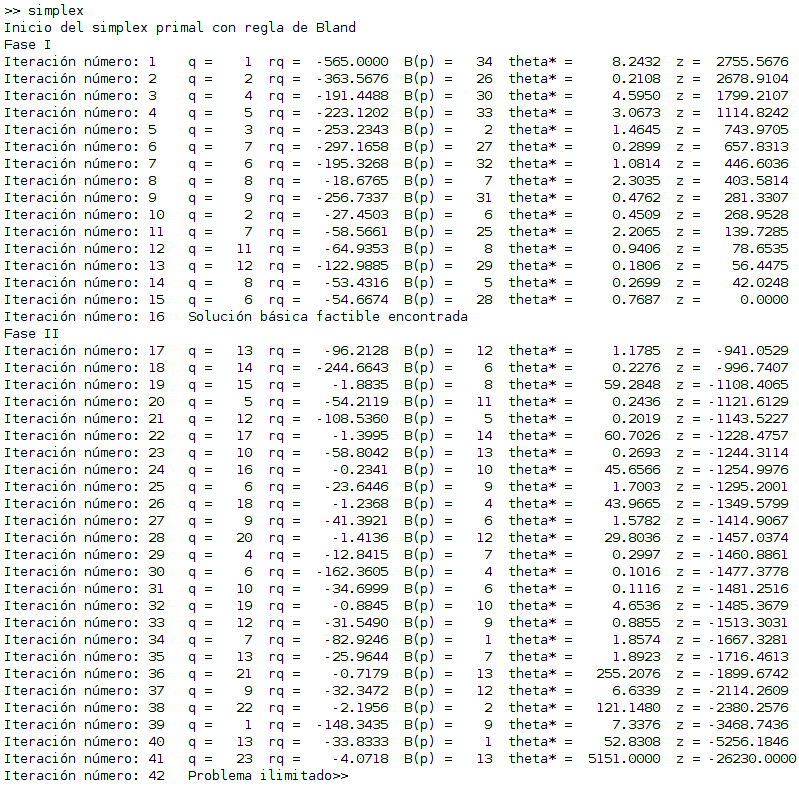 >> simplex
Inicio del simplex primal con regla de Bland
Fase I
Iteración número: 1 q = 1 rq = -565.0000 B(p) = 34 theta* = 8.2432 z = 2755.5676
Iteración número: 2 q = 2 rq = -363.5676 B(p) = 26 theta* = 0.2108 z = 2678.9104
Iteración número: 3 q = 4 rq = -191.4488 B(p) = 30 theta* = 4.5950 z = 1799.2107
Iteración número: 4 q = 5 rq = -223.1202 B(p) = 33 theta* = 3.0673 z = 1114.8242
Iteración número: 5 q = 3 rq = -253.2343 B(p) = 2 theta* = 1.4645 z = 743.9705
Iteración número: 6 q = 7 rq = -297.1658 B(p) = 27 theta* = 0.2899 z = 657.8313
Iteración número: 7 q = 6 rq = -195.3268 B(p) = 32 theta* = 1.0814 z = 446.6036
Iteración número: 8 q = 8 rq = -18.6765 B(p) = 7 theta* = 2.3035 z = 403.5814
Iteración número: 9 q = 9 rq = -256.7337 B(p) = 31 theta* = 0.4762 z = 281.3307
Iteración número: 10 q = 2 rq = -27.4503 B(p) = 6 theta* = 0.4509 z = 268.9528
Iteración número: 11 q = 7 rq = -58.5661 B(p) = 25 theta* = 2.2065 z = 139.7285
Iteración número: 12 q = 11 rq = -64.9353 B(p) = 8 theta* = 0.9406 z = 78.6535
Iteración número: 13 q = 12 rq = -122.9885 B(p) = 29 theta* = 0.1806 z = 56.4475
Iteración número: 14 q = 8 rq = -53.4316 B(p) = 5 theta* = 0.2699 z = 42.0248
Iteración número: 15 q = 6 rq = -54.6674 B(p) = 28 theta* = 0.7687 z = 0.0000
Iteración número: 16 Solución básica factible encontrada
Fase II
Iteración número: 17 q = 13 rq = -96.2128 B(p) = 12 theta* = 1.1785 z = -941.0529
Iteración número: 18 q = 14 rq = -244.6643 B(p) = 6 theta* = 0.2276 z = -996.7407
Iteración número: 19 q = 15 rq = -1.8835 B(p) = 8 theta* = 59.2848 z = -1108.4065
Iteración número: 20 q = 5 rq = -54.2119 B(p) = 11 theta* = 0.2436 z = -1121.6129
Iteración número: 21 q = 12 rq = -108.5360 B(p) = 5 theta* = 0.2019 z = -1143.5227
Iteración número: 22 q = 17 rq = -1.3995 B(p) = 14 theta* = 60.7026 z = -1228.4757
Iteración número: 23 q = 10 rq = -58.8042 B(p) = 13 theta* = 0.2693 z = -1244.3114
Iteración número: 24 q = 16 rq = -0.2341 B(p) = 10 theta* = 45.6566 z = -1254.9976
Iteración número: 25 q = 6 rq = -23.6446 B(p) = 9 theta* = 1.7003 z = -1295.2001
Iteración número: 26 q = 18 rq = -1.2368 B(p) = 4 theta* = 43.9665 z = -1349.5799
Iteración número: 27 q = 9 rq = -41.3921 B(p) = 6 theta* = 1.5782 z = -1414.9067
Iteración número: 28 q = 20 rq = -1.4136 B(p) = 12 theta* = 29.8036 z = -1457.0374
Iteración número: 29 q = 4 rq = -12.8415 B(p) = 7 theta* = 0.2997 z = -1460.8861
Iteración número: 30 q = 6 rq = -162.3605 B(p) = 4 theta* = 0.1016 z = -1477.3778
Iteración número: 31 q = 10 rq = -34.6999 B(p) = 6 theta* = 0.1116 z = -1481.2516
Iteración número: 32 q = 19 rq = -0.8845 B(p) = 10 theta* = 4.6536 z = -1485.3679
Iteración número: 33 q = 12 rq = -31.5490 B(p) = 9 theta* = 0.8855 z = -1513.3031
Iteración número: 34 q = 7 rq = -82.9246 B(p) = 1 theta* = 1.8574 z = -1667.3281
Iteración número: 35 q = 13 rq = -25.9644 B(p) = 7 theta* = 1.8923 z = -1716.4613
Iteración número: 36 q = 21 rq = -0.7179 B(p) = 13 theta* = 255.2076 z = -1899.6742
Iteración número: 37 q = 9 rq = -32.3472 B(p) = 12 theta* = 6.6339 z = -2114.2609
Iteración número: 38 q = 22 rq = -2.1956 B(p) = 2 theta* = 121.1480 z = -2380.2576
Iteración número: 39 q = 1 rq = -148.3435 B(p) = 9 theta* = 7.3376 z = -3468.7436
Iteración número: 40 q = 13 rq = -33.8333 B(p) = 1 theta* = 52.8308 z = -5256.1846
Iteración número: 41 q = 23 rq = -4.0718 B(p) = 13 theta* = 5151.0000 z = -26230.0000
Iteración número: 42 Problema ilimitado>>